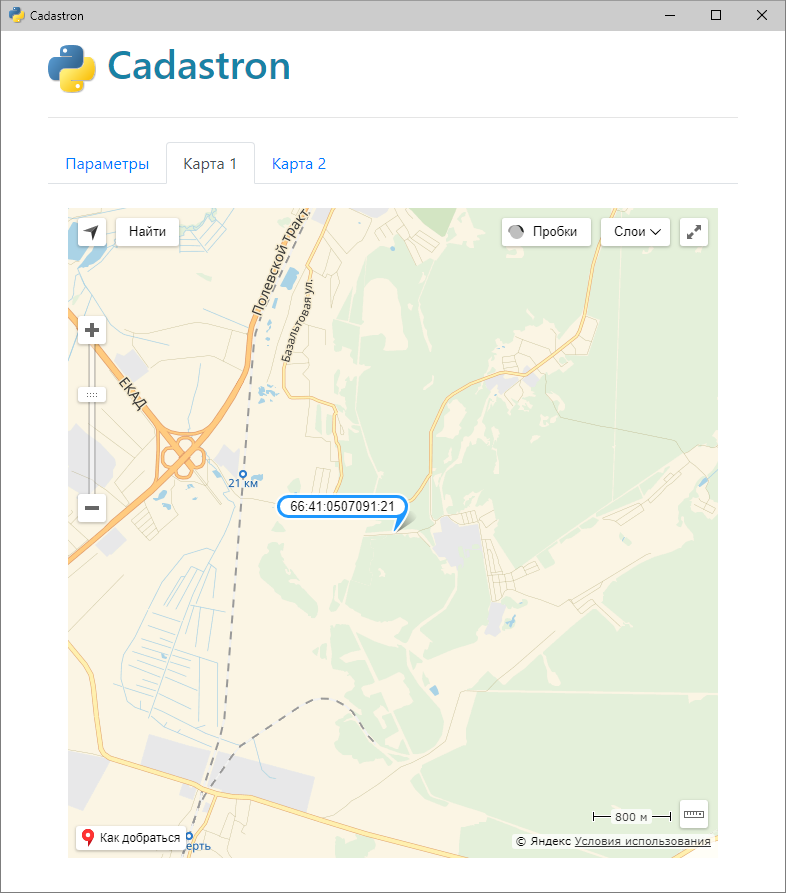 Cadastron
Cadastron
Параметры
Карта 1
Карта 2
Найти
Пробки
Слои
Полевской тракт
Базальтовая ул.
ЕКАД
21 км
66:41:0507091:21
800 м
Как добраться
ерть
© Яндекс Условия использования